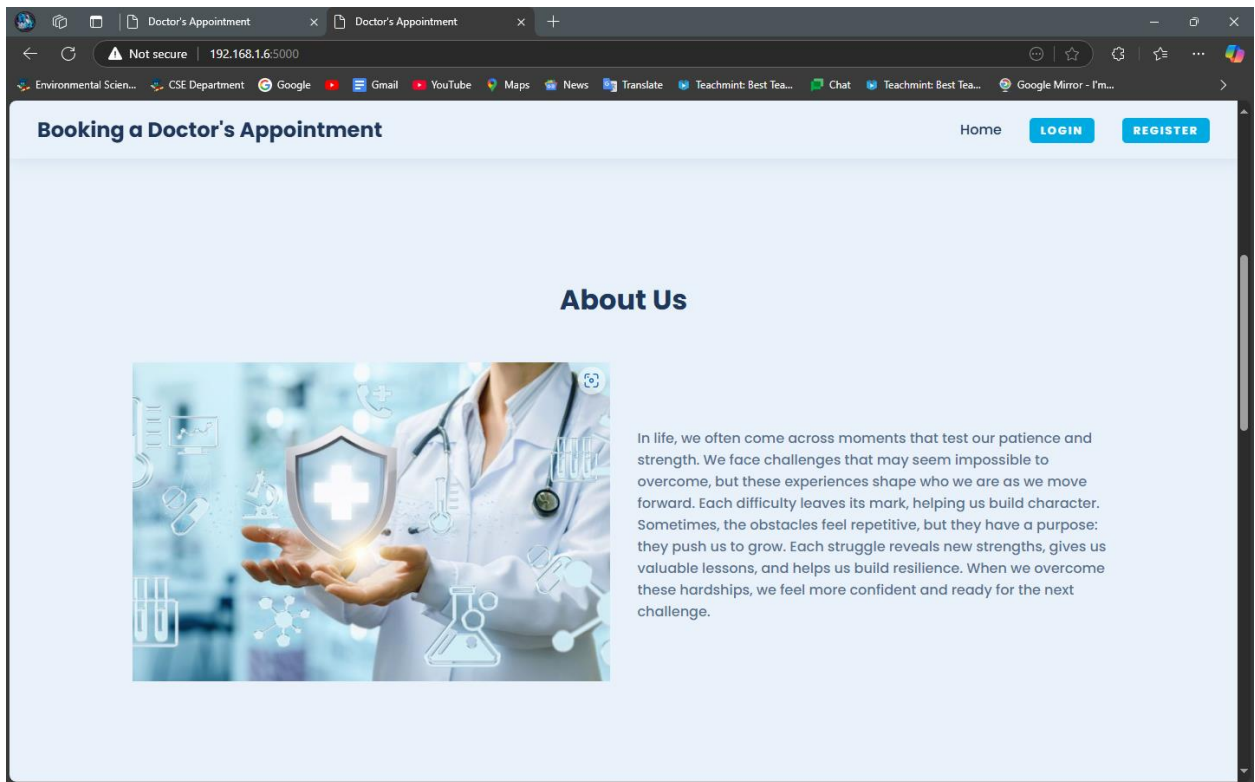 Doctor's Appointment
Doctor's Appointment
Not secure
192.168.1.6:5000
Environmental Scien...
CSE Department
Google
Gmail
YouTube
Maps
News
Translate
Teachmint: Best Tea...
Chat
Teachmint: Best Tea...
Google Mirror - I'm...
Booking a Doctor's Appointment
Home
LOGIN
REGISTER
About Us
In life, we often come across moments that test our patience and
strength. We face challenges that may seem impossible to
overcome, but these experiences shape who we are as we move
forward. Each difficulty leaves its mark, helping us build character.
Sometimes, the obstacles feel repetitive, but they have a purpose:
they push us to grow. Each struggle reveals new strengths, gives us
valuable lessons, and helps us build resilience. When we overcome
these hardships, we feel more confident and ready for the next
challenge.